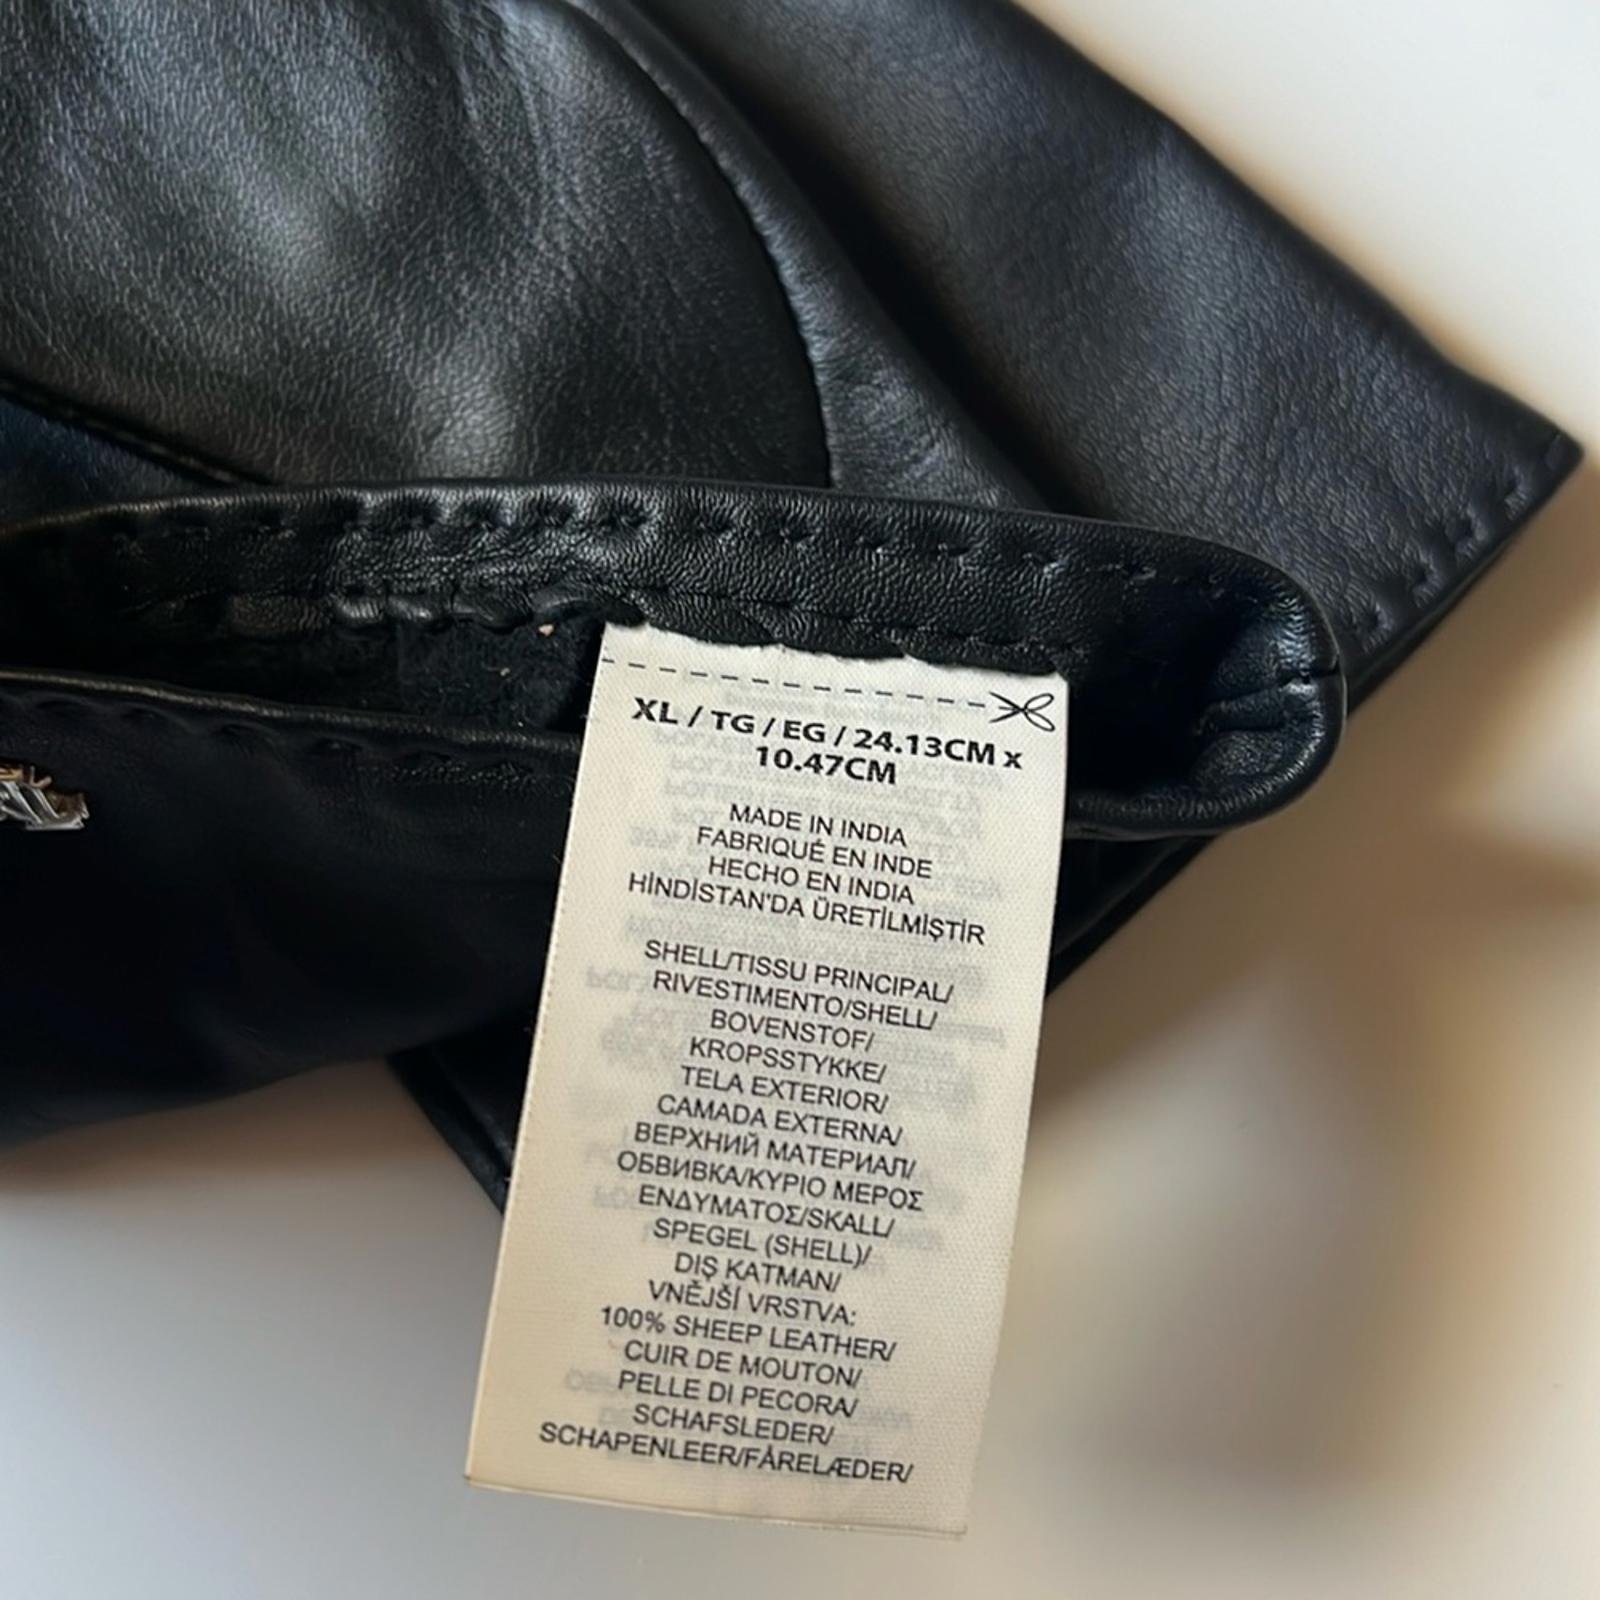 XL / TG / EG / 24.13CM x
10.47CM
MADE IN INDIA
FABRIQUÉ EN INDE
HECHO EN INDIA
HİNDİSTAN'DA ÜRETİLMİŞTİR
SHELL/TISSU PRINCIPAL/
RIVESTIMENTO/SHELL/
BOVENSTOF/
KROPSSTYKKE/
TELA EXTERIOR/
CAMADA EXTERNA/
ВЕРХНИЙ МАТЕРИАЛ/
ОБВИВКА/ΚΥΡΙΟ ΜΕΡΟΣ
ΕΝΔΥΜΑΤΟΣ/SKALL/
SPEGEL (SHELL)/
DIŞ KATMAN/
VNĚJŠÍ VRSTVA:
100% SHEEP LEATHER/
CUIR DE MOUTON/
PELLE DI PECORA/
SCHAFSLEDER/
SCHAPENLEER/FÅRELÆDER/